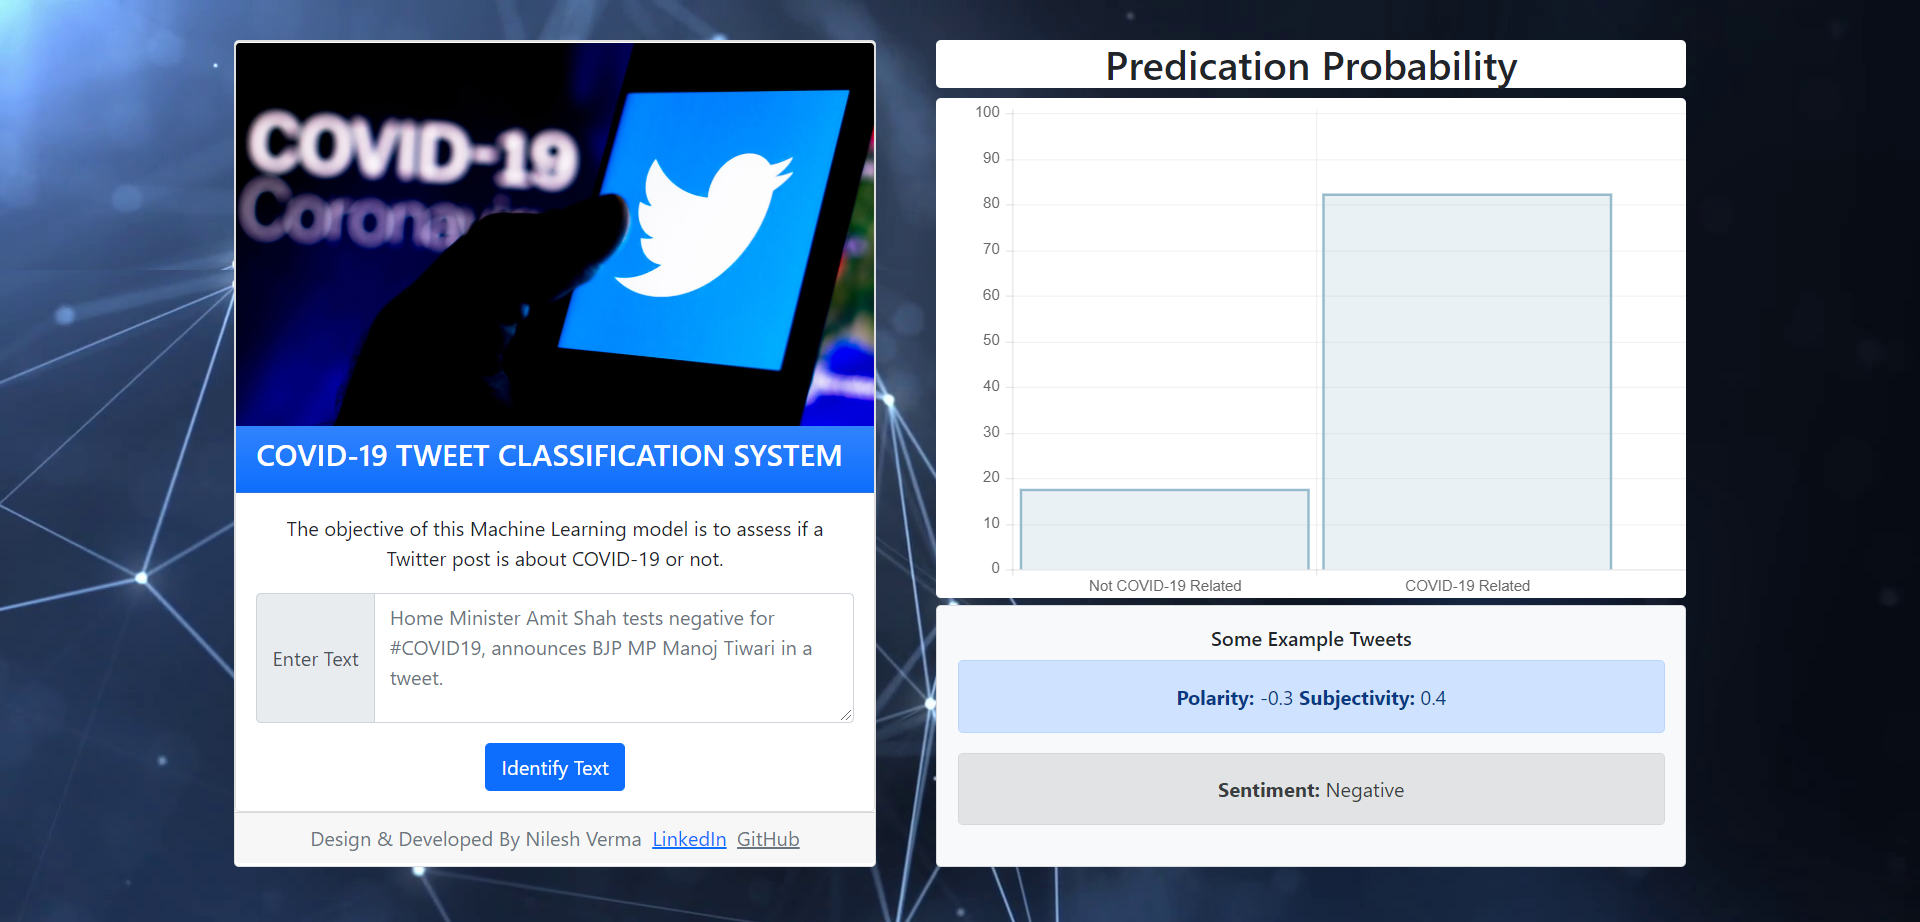 COVID-19
COVID-19 TWEET CLASSIFICATION SYSTEM
The objective of this Machine Learning model is to assess if a
Twitter post is about COVID-19 or not.
Enter Text
Home Minister Amit Shah tests negative for
#COVID19, announces BJP MP Manoj Tiwari in a
tweet.
Identify Text
Design & Developed By Nilesh Verma LinkedIn GitHub
Predication Probability
100
90
80
70
60
50
40
30
20
10
0
Not COVID-19 Related COVID-19 Related
Some Example Tweets
Polarity: -0.3 Subjectivity: 0.4
Sentiment: Negative